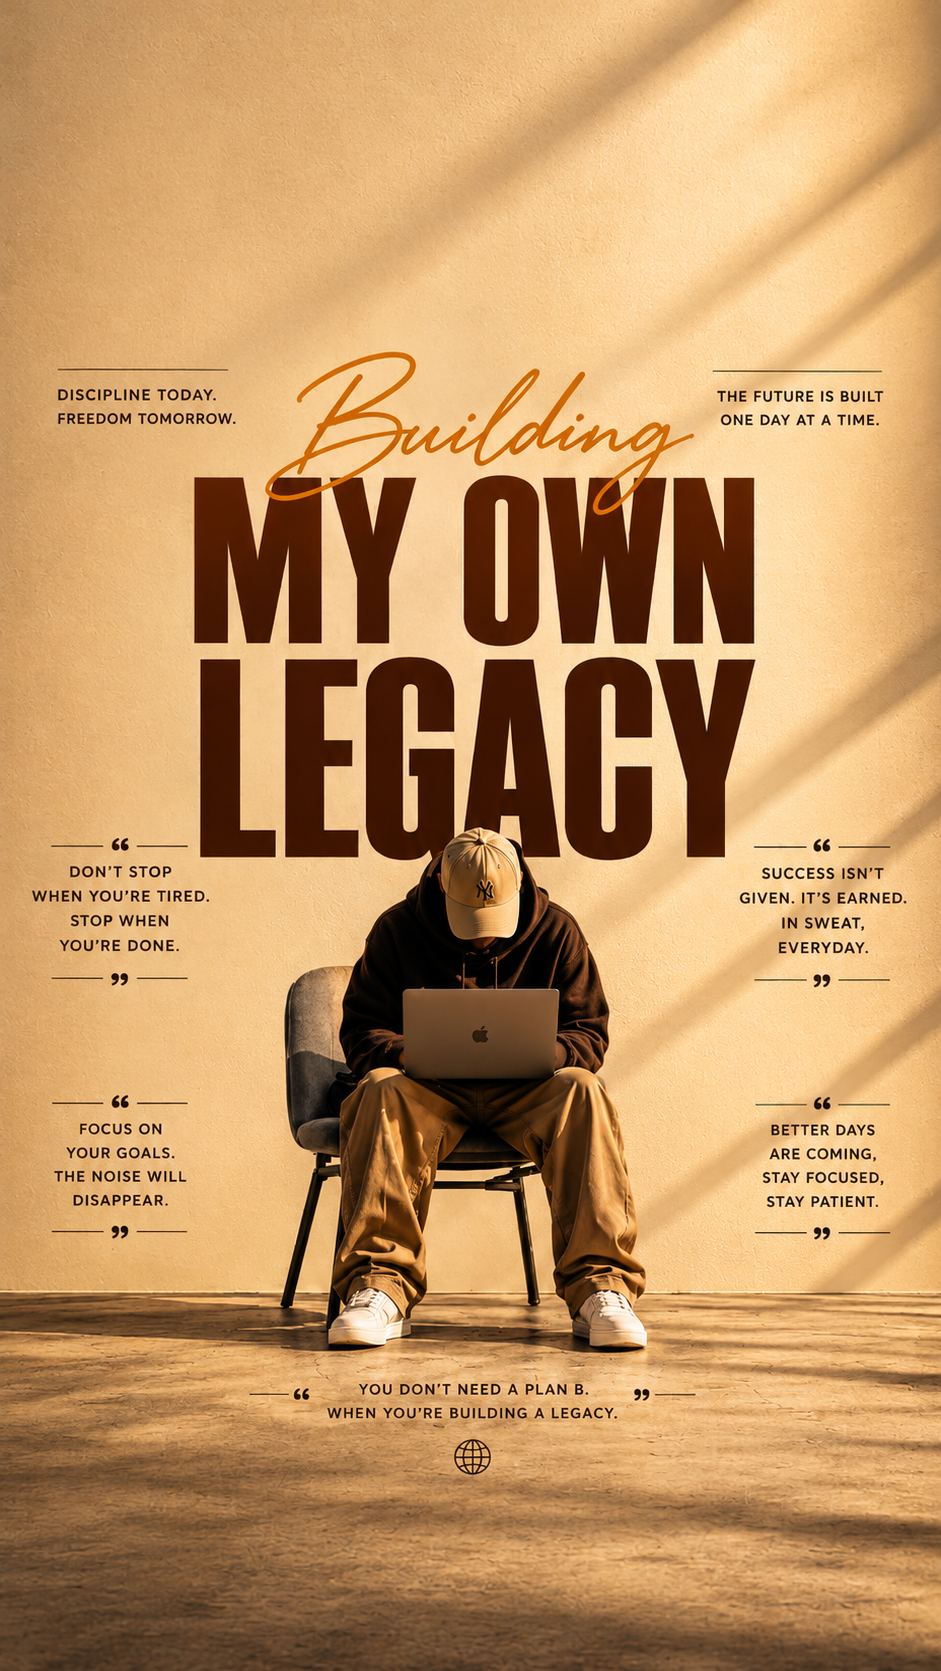 DISCIPLINE TODAY.
FREEDOM TOMORROW.
THE FUTURE IS BUILT
ONE DAY AT A TIME.
Building
MY OWN
LEGACY
“
DON’T STOP
WHEN YOU’RE TIRED.
STOP WHEN
YOU’RE DONE.
”
“
SUCCESS ISN’T
GIVEN. IT’S EARNED.
IN SWEAT,
EVERYDAY.
”
NY
“
FOCUS ON
YOUR GOALS.
THE NOISE WILL
DISAPPEAR.
”
“
BETTER DAYS
ARE COMING,
STAY FOCUSED,
STAY PATIENT.
”
“ YOU DON’T NEED A PLAN B. ”
WHEN YOU’RE BUILDING A LEGACY.